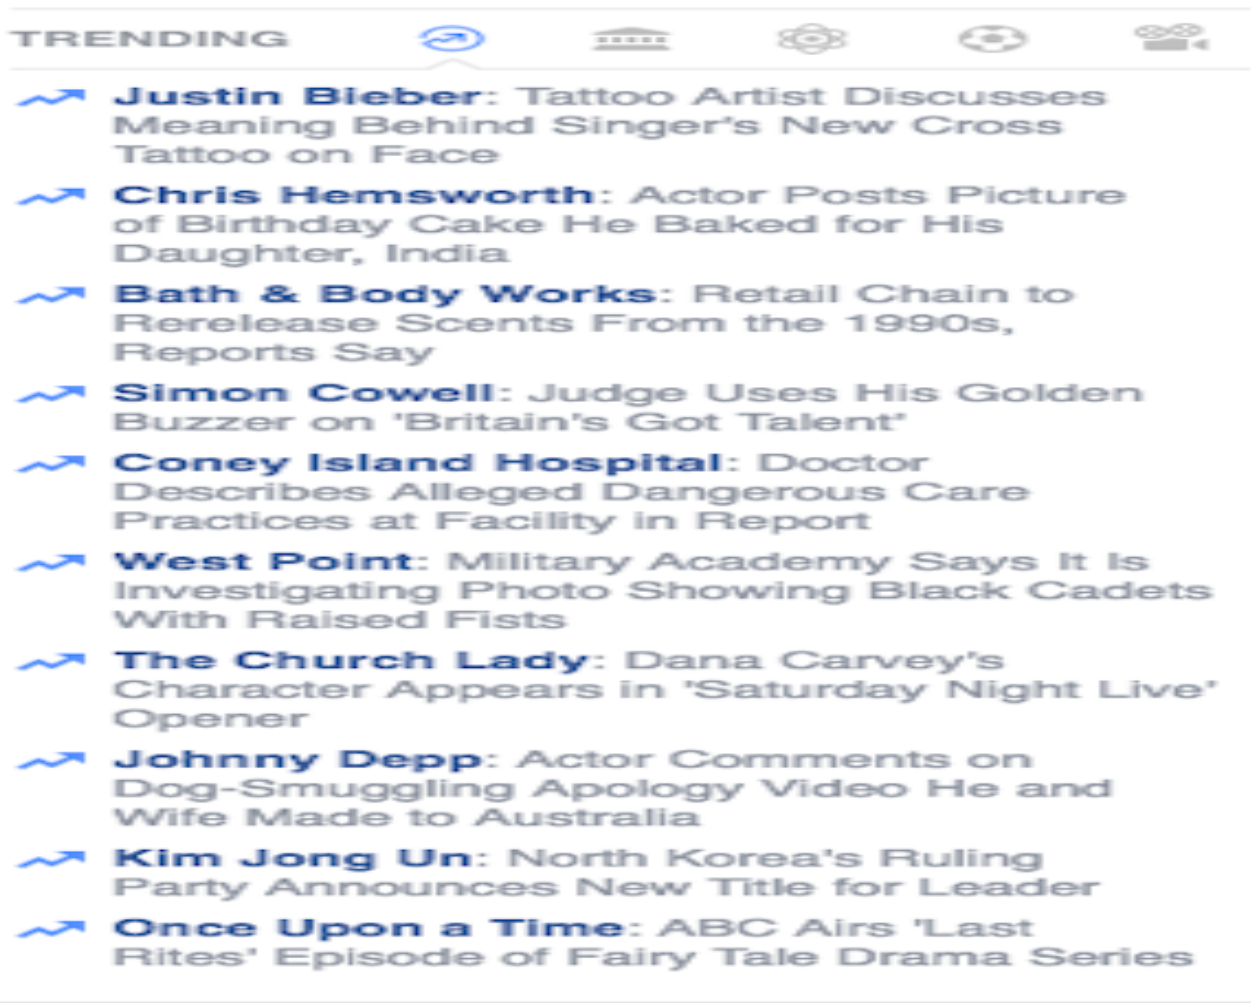 TRENDING
Justin Bieber: Tattoo Artist Discusses
Meaning Behind Singer's New Cross
Tattoo on Face
Chris Hemsworth: Actor Posts Picture
of Birthday Cake He Baked for His
Daughter, India
Bath & Body Works: Retail Chain to
Rerelease Scents From the 1990s,
Reports Say
Simon Cowell: Judge Uses His Golden
Buzzer on 'Britain's Got Talent'
Coney Island Hospital: Doctor
Describes Alleged Dangerous Care
Practices at Facility in Report
West Point: Military Academy Says It Is
Investigating Photo Showing Black Cadets
With Raised Fists
The Church Lady: Dana Carvey's
Character Appears in 'Saturday Night Live'
Opener
Johnny Depp: Actor Comments on
Dog-Smuggling Apology Video He and
Wife Made to Australia
Kim Jong Un: North Korea's Ruling
Party Announces New Title for Leader
Once Upon a Time: ABC Airs 'Last
Rites' Episode of Fairy Tale Drama Series